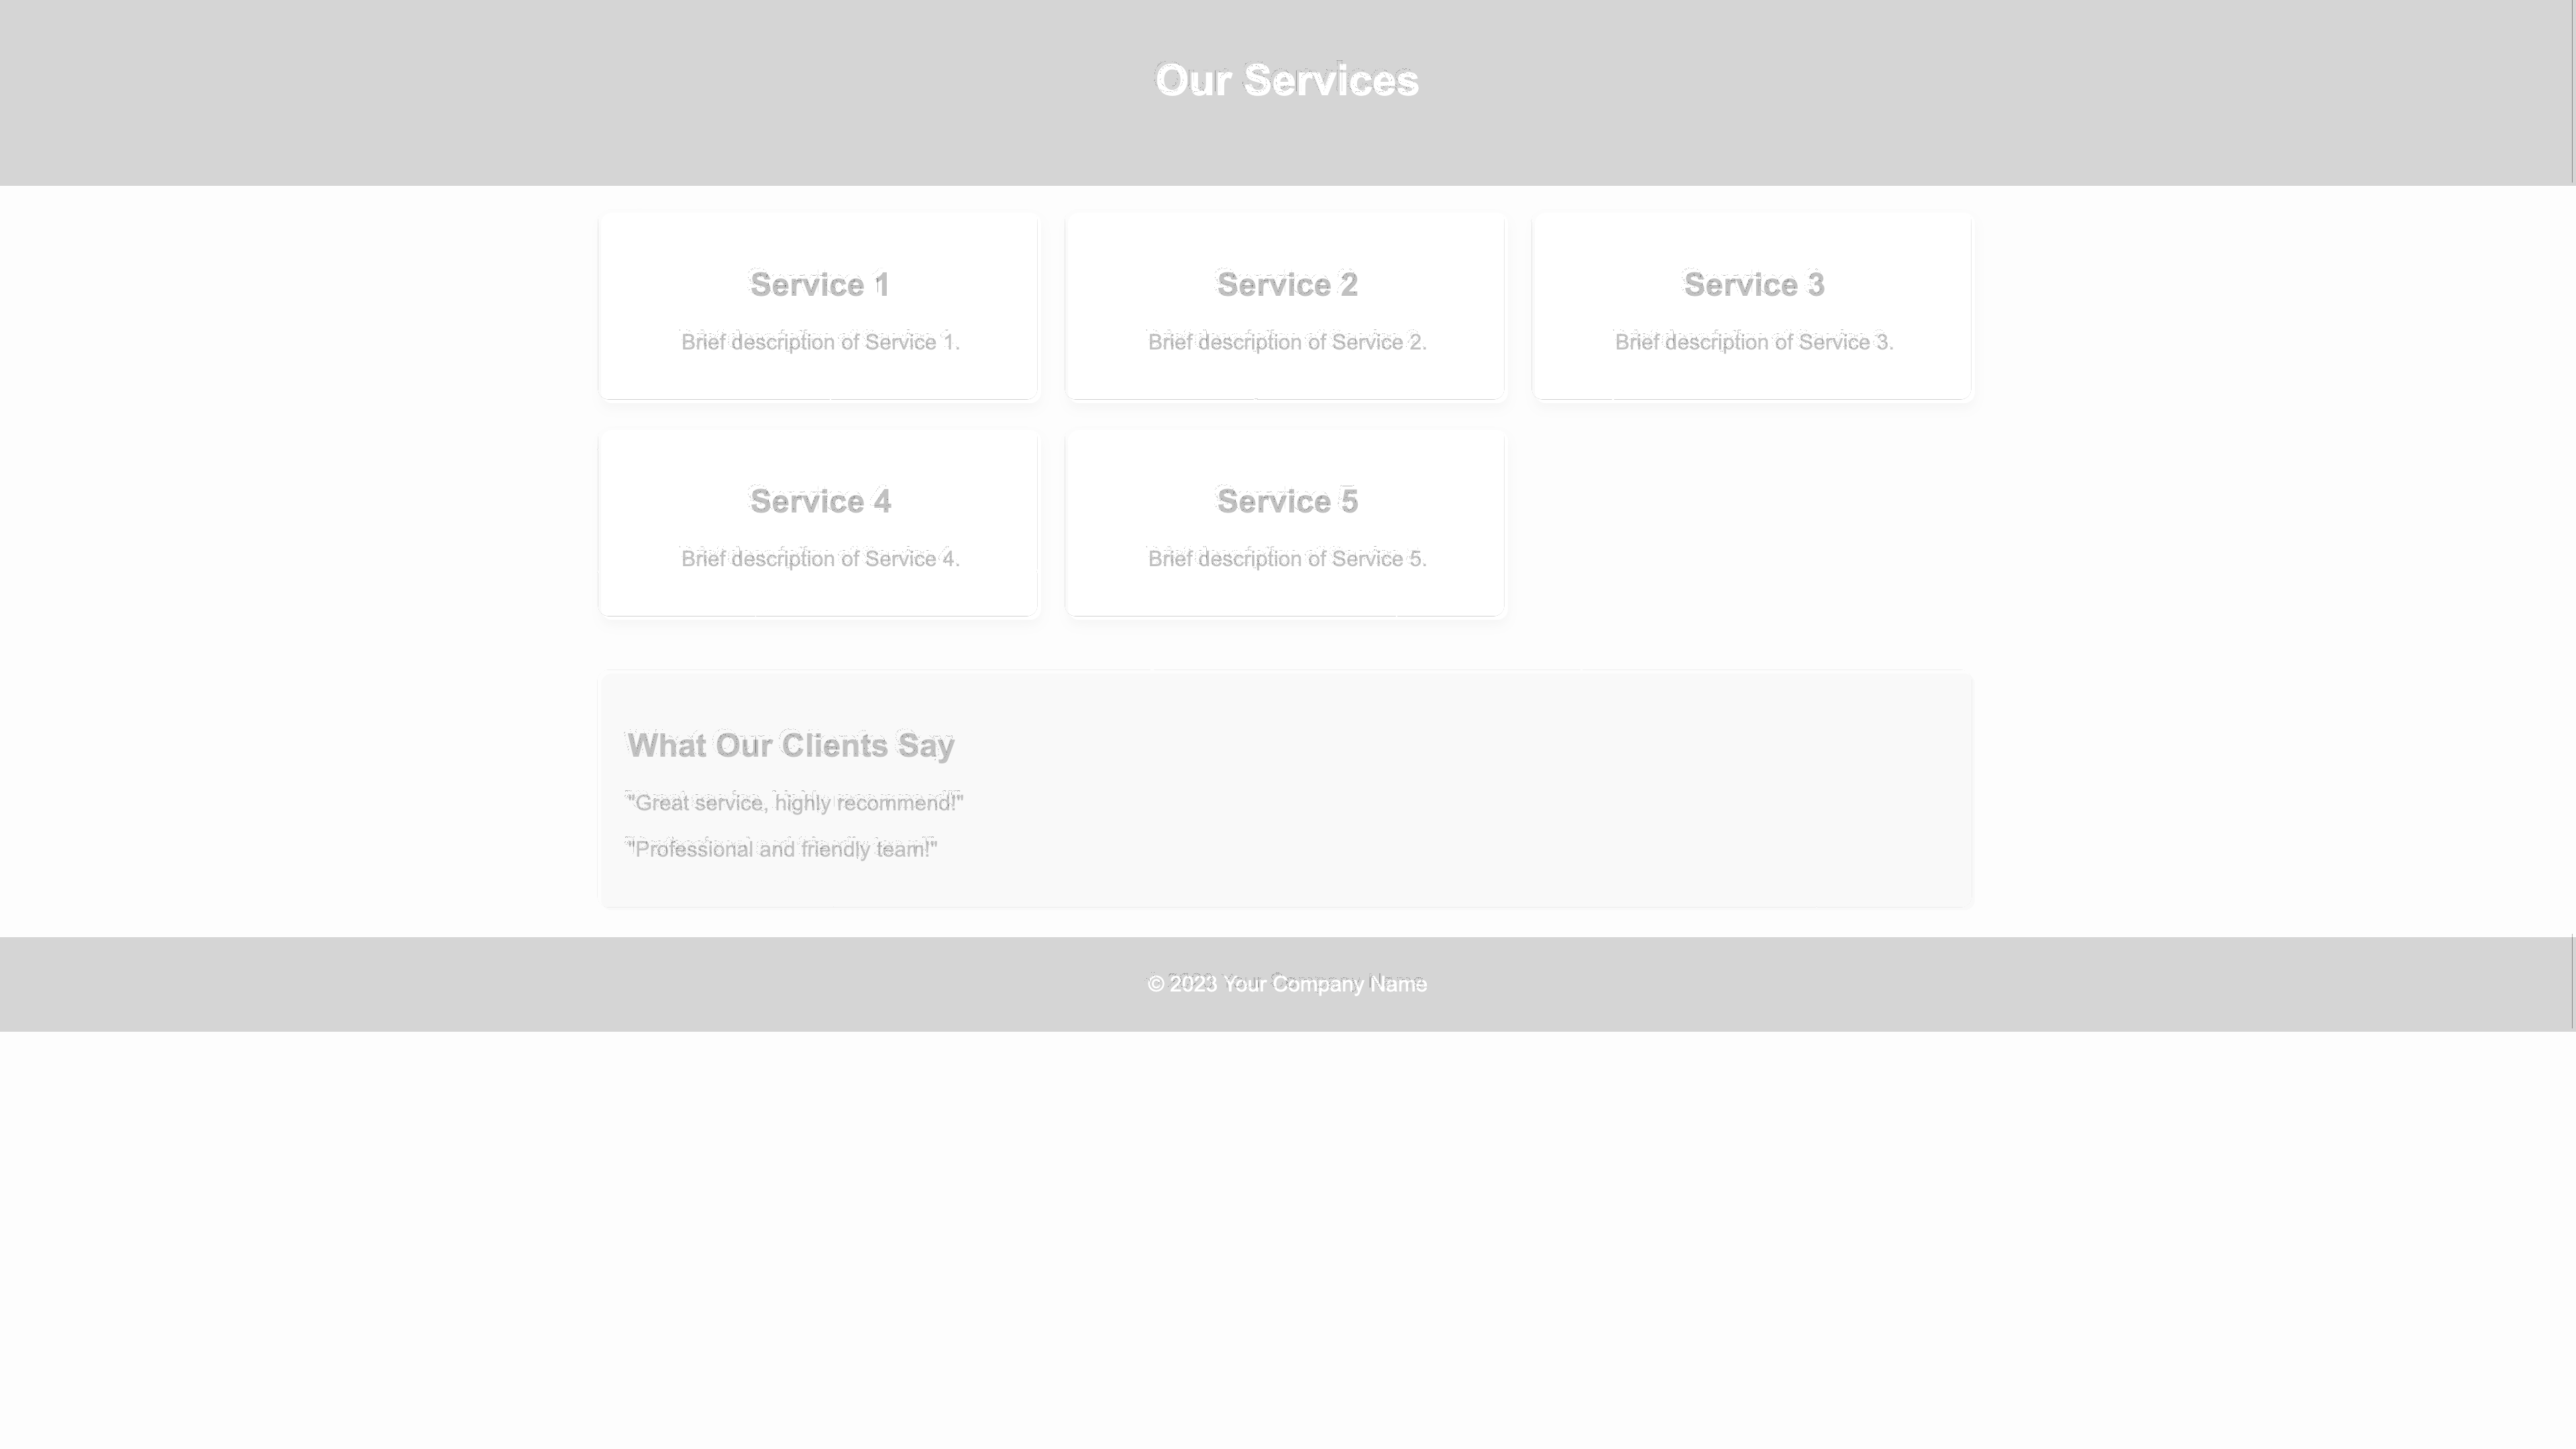 Our Services
Service 1
Brief description of Service 1.
Service 2
Brief description of Service 2.
Service 3
Brief description of Service 3.
Service 4
Brief description of Service 4.
Service 5
Brief description of Service 5.
What Our Clients Say
"Great service, highly recommend!"
"Professional and friendly team!"
© 2023 Your Company Name